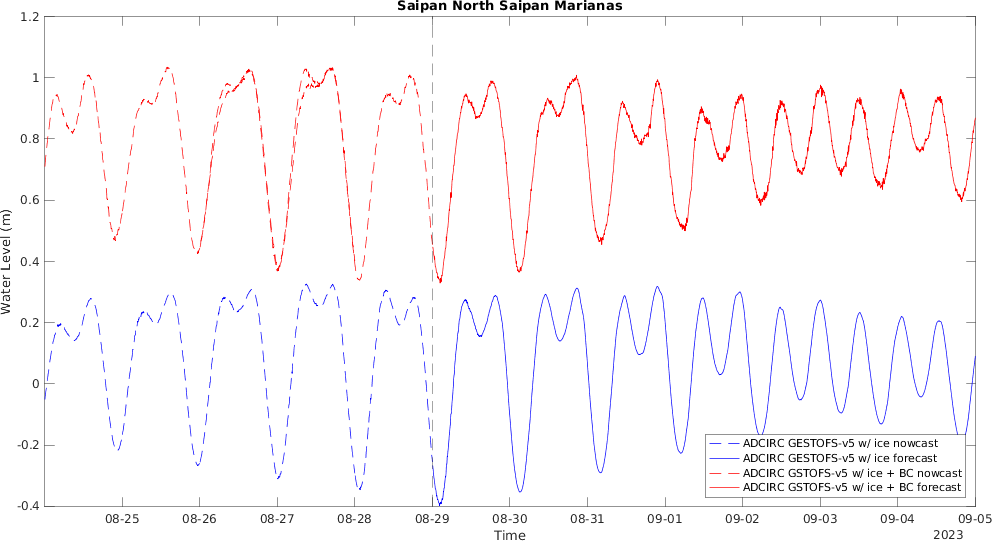 Saipan North Saipan Marianas
1.2
1
0.8
0.6
0.4
0.2
0
-0.2
-0.4
Water Level (m)
ADCIRC GESTOFS-v5 w/ ice nowcast
ADCIRC GESTOFS-v5 w/ ice forecast
ADCIRC GSTOFS-v5 w/ ice + BC nowcast
ADCIRC GSTOFS-v5 w/ ice + BC forecast
08-25 08-26 08-27 08-28 08-29 08-30 08-31 09-01 09-02 09-03 09-04 09-05
Time
2023